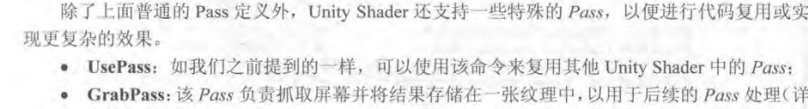 除了上面普通的 Pass 定义外，Unity Shader 还支持一些特殊的 Pass，以便进行代码复用或实
现更复杂的效果。
• UsePass：如我们之前提到的一样，可以使用该命令来复用其他 Unity Shader 中的 Pass；
• GrabPass：该 Pass 负责抓取屏幕并将结果存储在一张纹理中，以用于后续的 Pass 处理（详